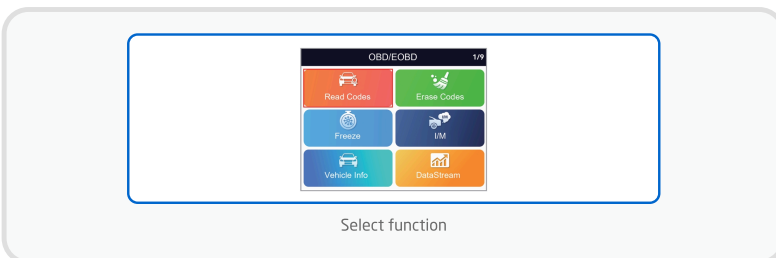 OBD/EOBD 1/9
Read Codes Erase Codes
Freeze I/M
Vehicle Info DataStream
Select function